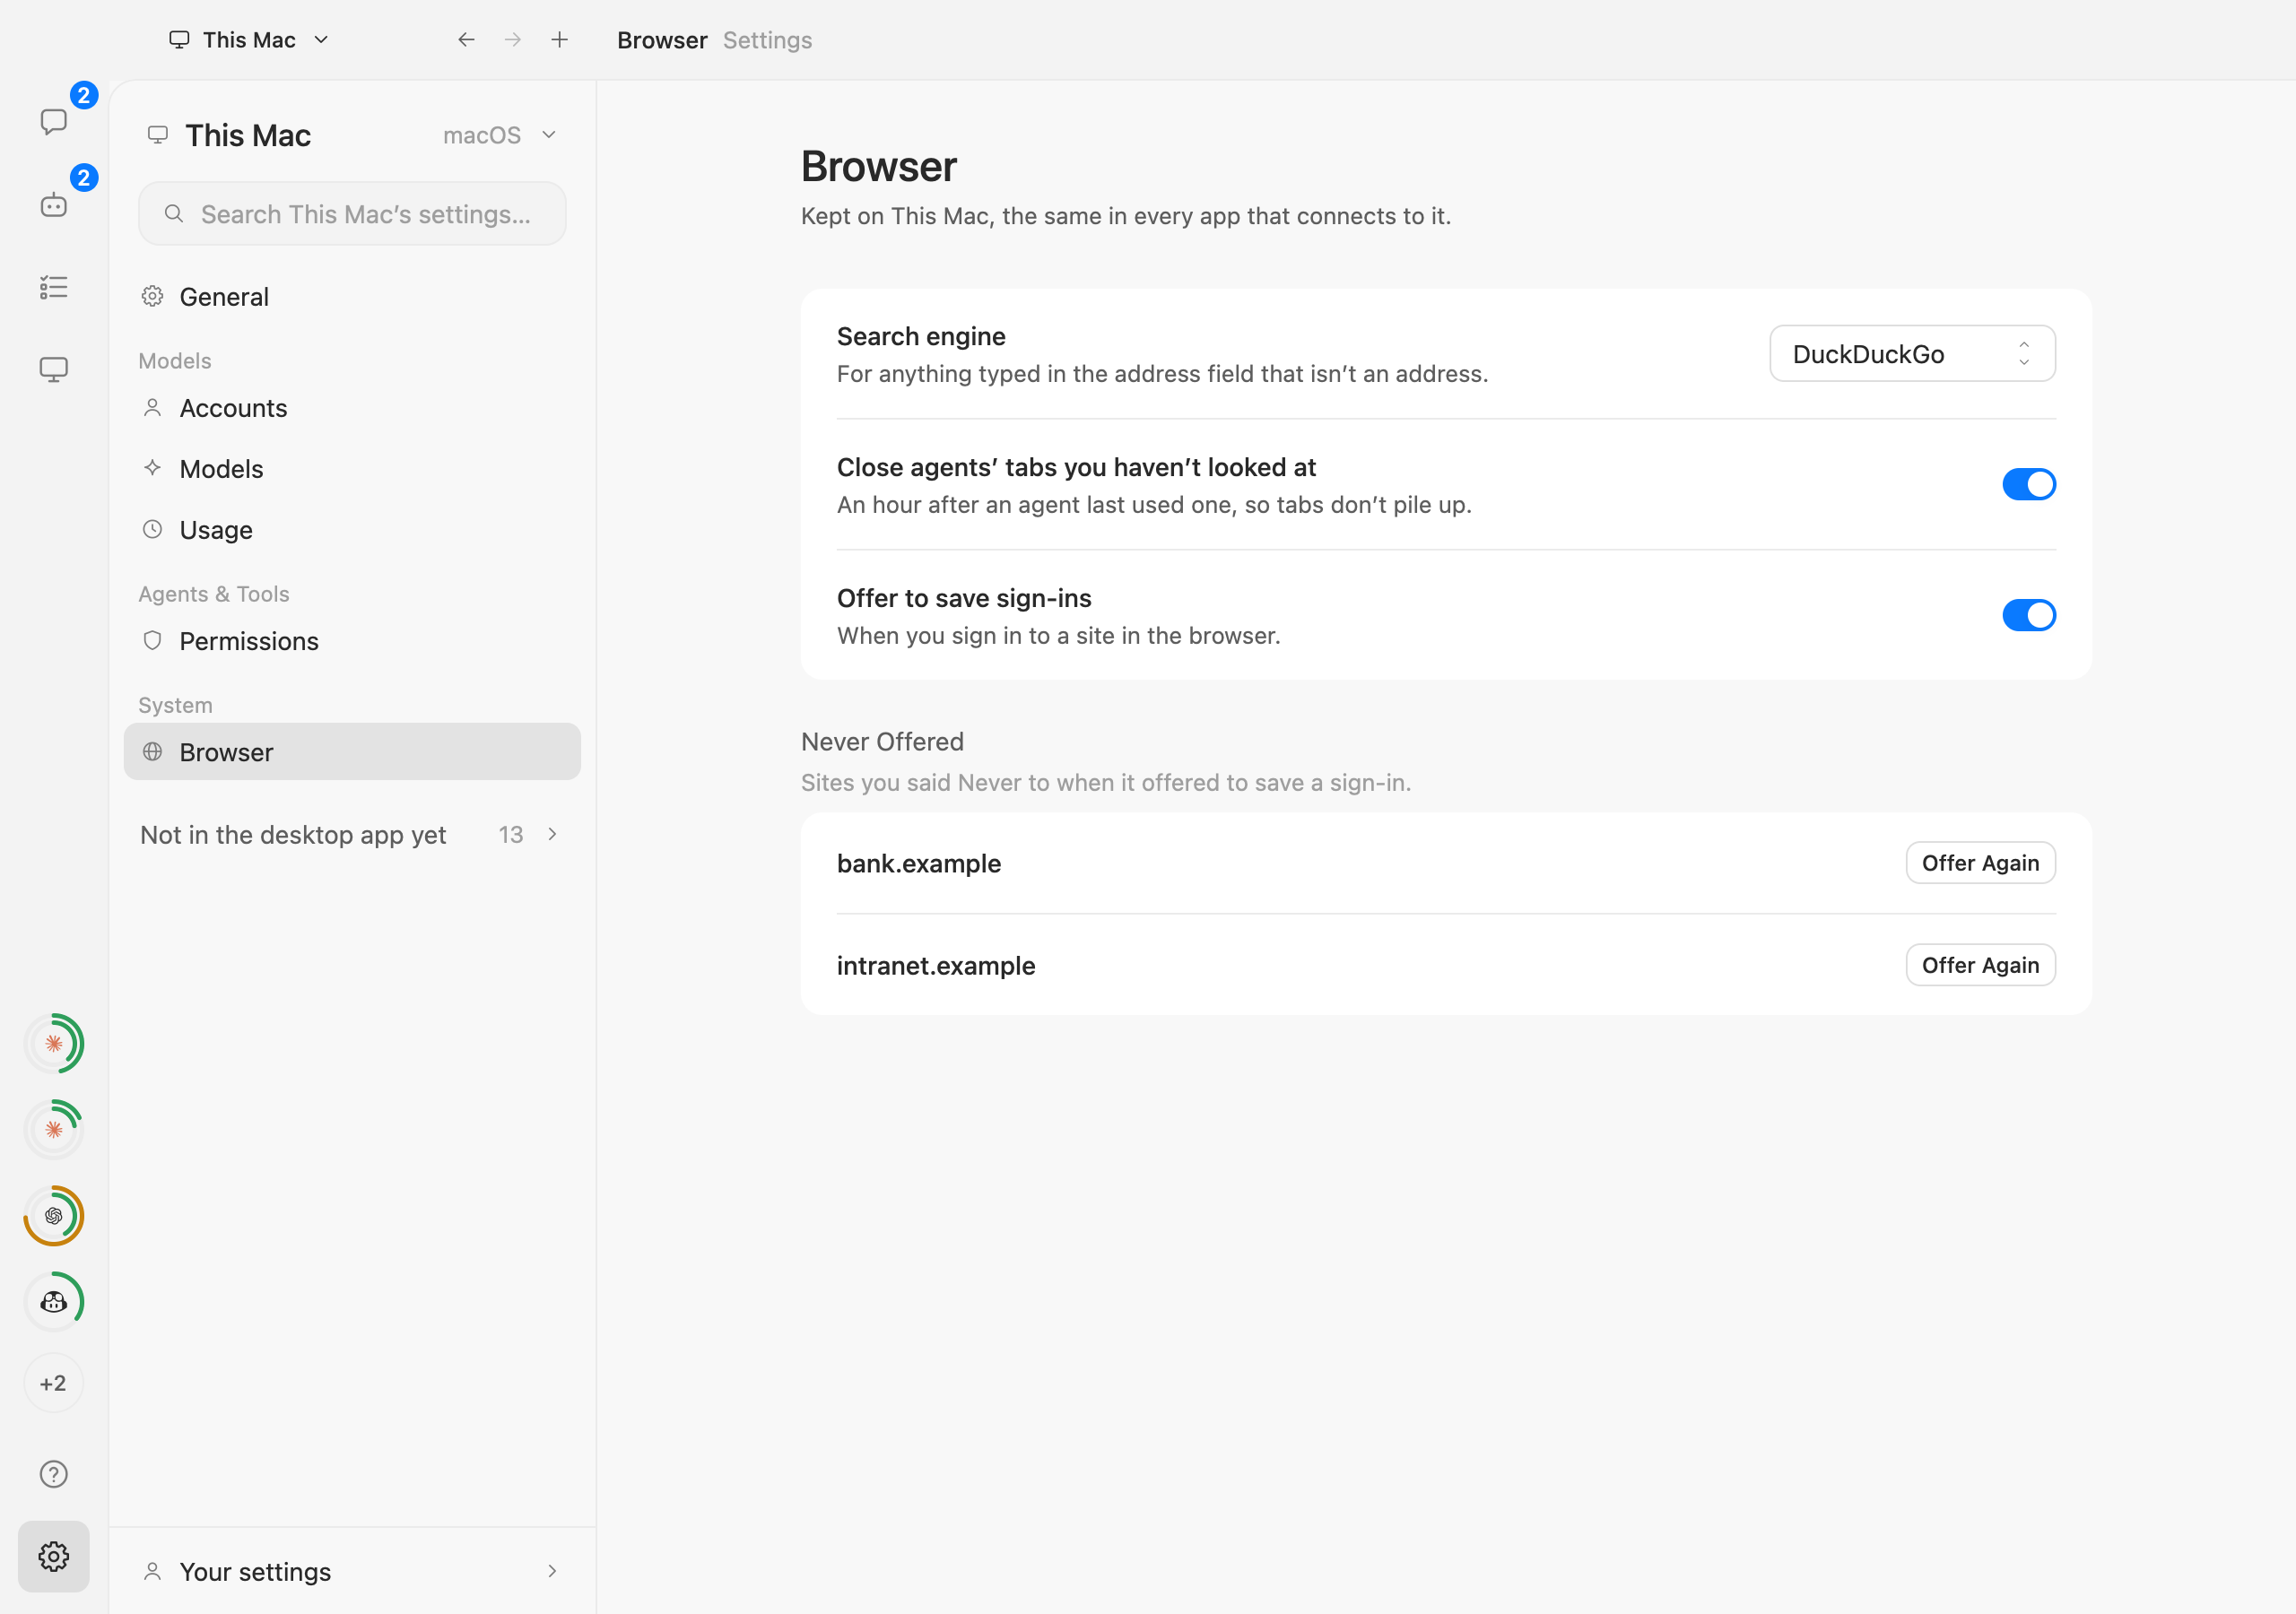 This Mac
Browser Settings
2
2
This Mac macOS
Search This Mac’s settings...
General
Models
Accounts
Models
Usage
Agents & Tools
Permissions
System
Browser
Not in the desktop app yet 13
+2
Your settings
Browser
Kept on This Mac, the same in every app that connects to it.
Search engine
For anything typed in the address field that isn’t an address.
DuckDuckGo
Close agents’ tabs you haven’t looked at
An hour after an agent last used one, so tabs don’t pile up.
Offer to save sign-ins
When you sign in to a site in the browser.
Never Offered
Sites you said Never to when it offered to save a sign-in.
bank.example
Offer Again
intranet.example
Offer Again